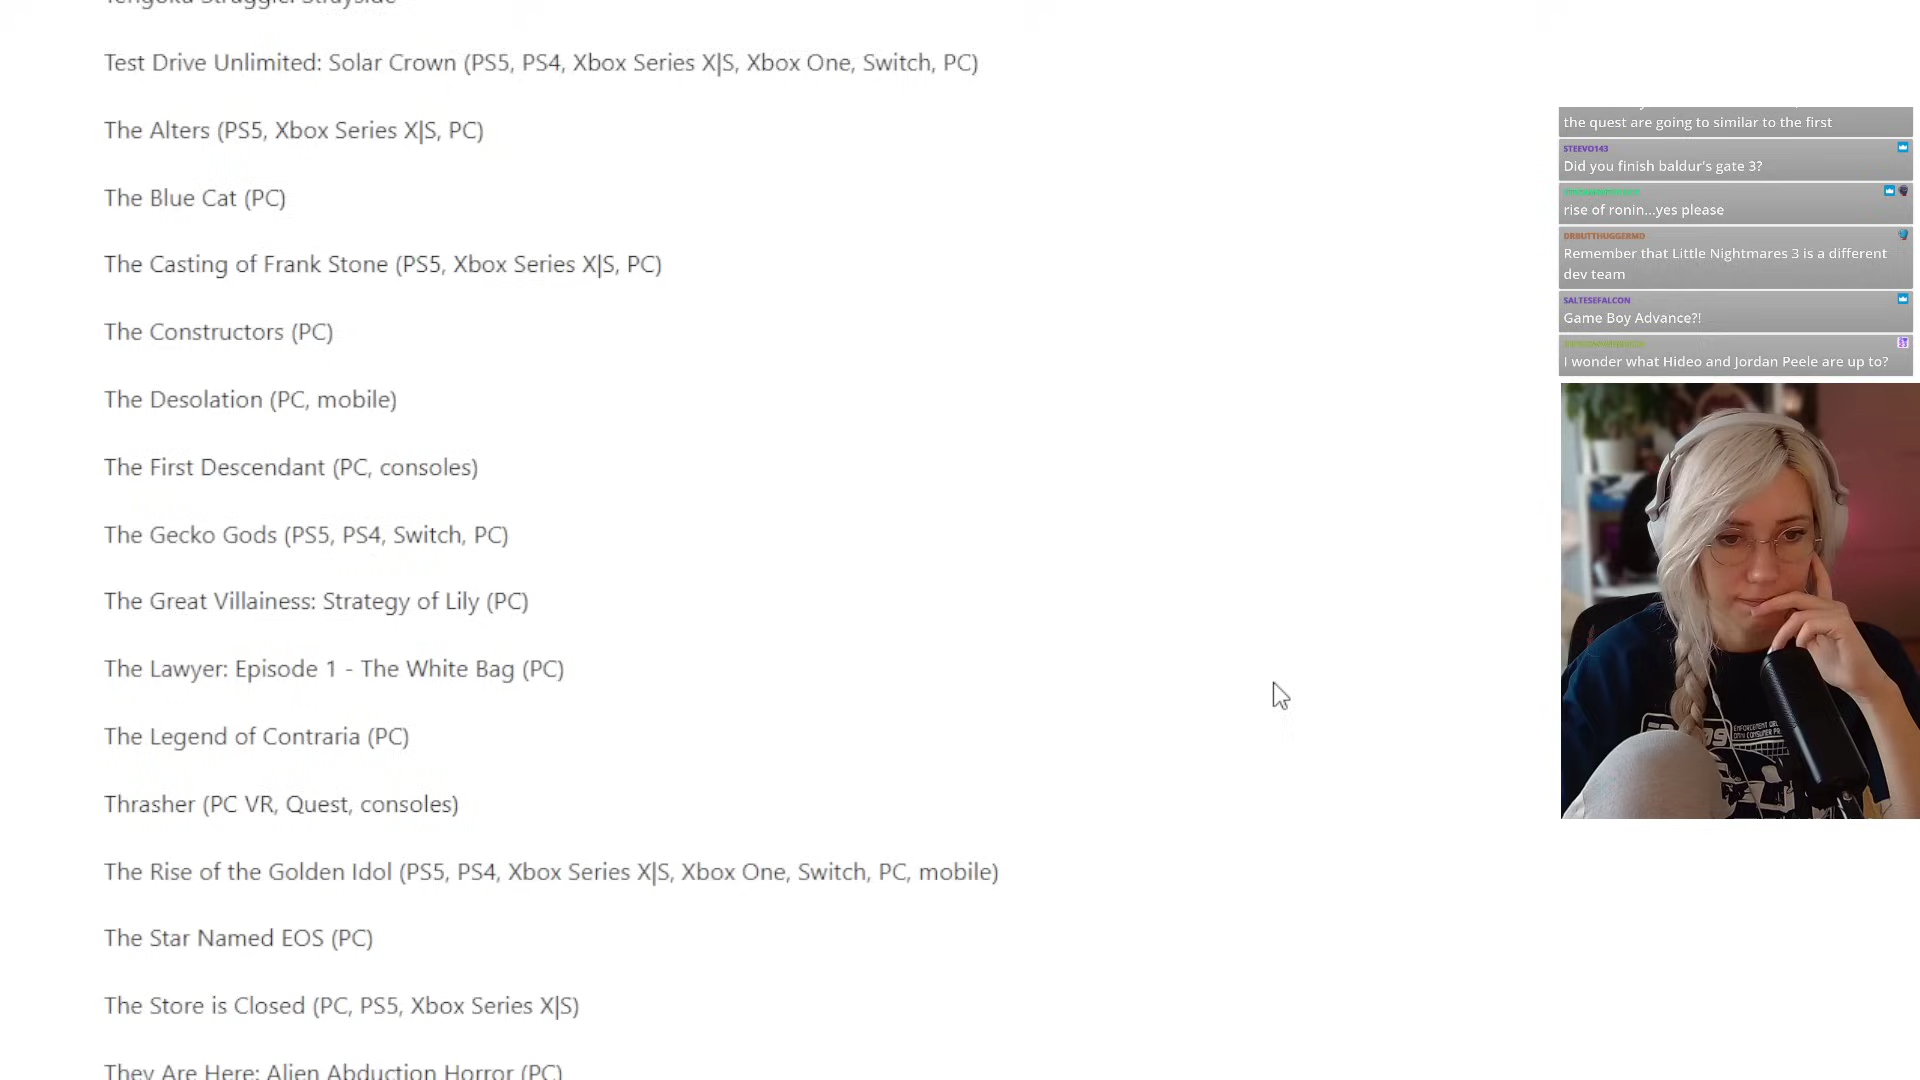 Test Drive Unlimited: Solar Crown (PS5, PS4, Xbox Series X|S, Xbox One, Switch, PC)
The Alters (PS5, Xbox Series X|S, PC)
The Blue Cat (PC)
The Casting of Frank Stone (PS5, Xbox Series X|S, PC)
The Constructors (PC)
The Desolation (PC, mobile)
The First Descendant (PC, consoles)
The Gecko Gods (PS5, PS4, Switch, PC)
The Great Villainess: Strategy of Lily (PC)
The Lawyer: Episode 1 - The White Bag (PC)
The Legend of Contraria (PC)
Thrasher (PC VR, Quest, consoles)
The Rise of the Golden Idol (PS5, PS4, Xbox Series X|S, Xbox One, Switch, PC, mobile)
The Star Named EOS (PC)
The Store is Closed (PC, PS5, Xbox Series X|S)
They Are Here: Alien Abduction Horror (PC)
the quest are going to similar to the first
STEEVO143
Did you finish baldur's gate 3?
rise of ronin...yes please
DRBUTTHUGGERMD
Remember that Little Nightmares 3 is a different
dev team
SALTESEFALCON
Game Boy Advance?!
I wonder what Hideo and Jordan Peele are up to?